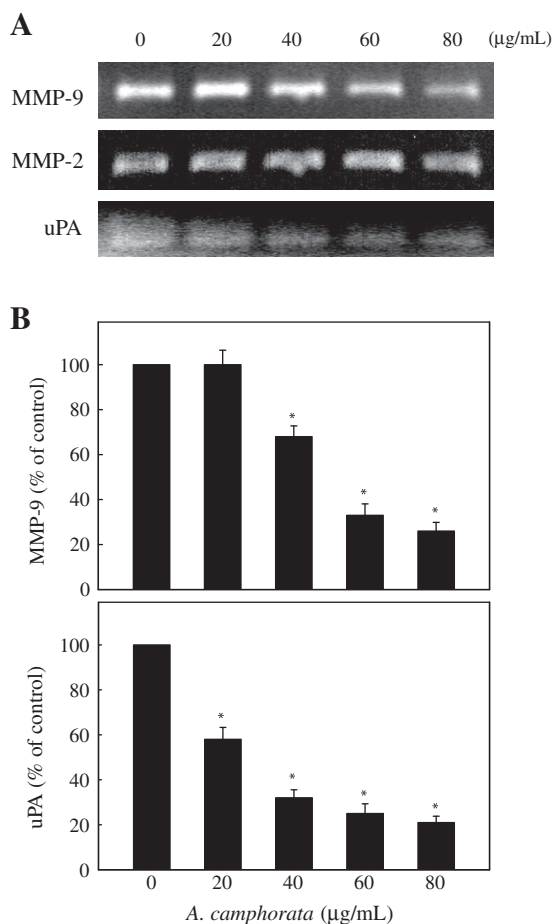 A
0 20 40 60 80 (μg/mL)
MMP-9
MMP-2
uPA
B
100
80
60
40
20
0
MMP-9 (% of control)
* * *
100
80
60
40
20
0
uPA (% of control)
* * * *
0 20 40 60 80
A. camphorata (μg/mL)